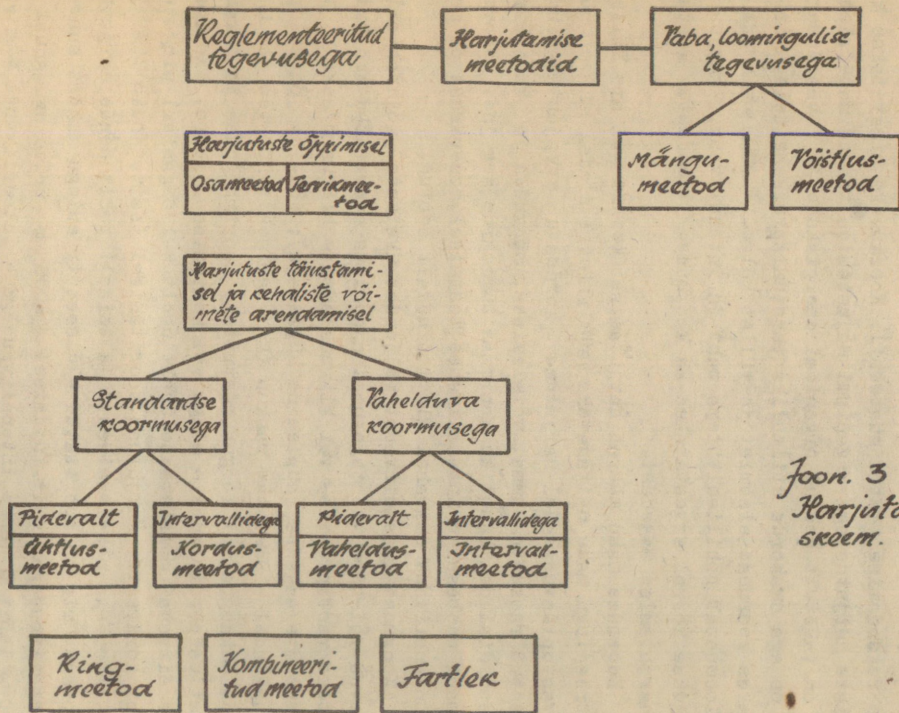 Reglementeeritud
tegevusega
Harjutamise
meetodid
Vaba, loomingulise
tegevusega
Harjutuste õppimisel
Osameetod
Tervikmee-
tod
Mängu-
meetod
Võistlus-
meetod
Harjutuste täiustami-
sel ja kehaliste või-
mete arendamisel
Standardse
koormusega
Vahelduva
koormusega
Pidevalt
Ühtlus-
meetod
Intervallidega
Kordus-
meetod
Pidevalt
Vaheldus-
meetod
Intervallidega
Intervall-
meetod
Joon. 3
skeem.
Ring-
meetod
Kombineeri-
tud meetod
Fartlek